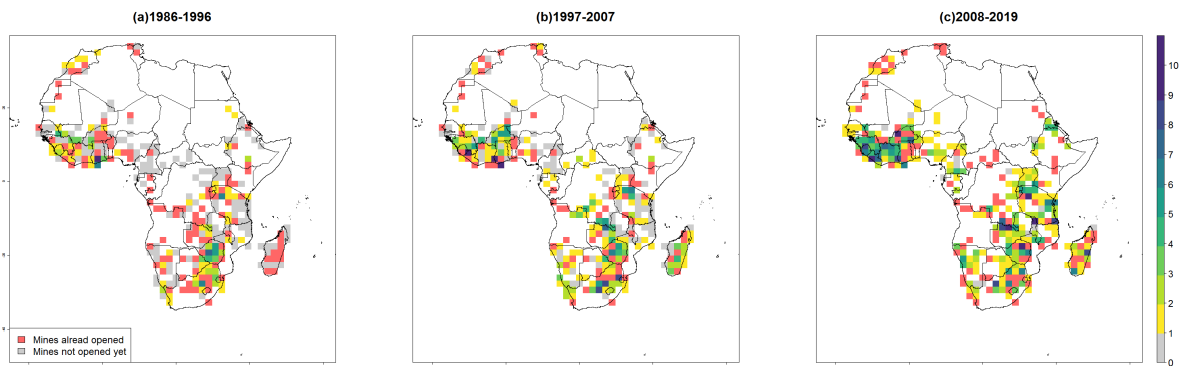 (a)1986-1996
(b)1997-2007
(c)2008-2019
10
9
8
7
6
5
4
3
2
1
0
Mines alread opened
Mines not opened yet